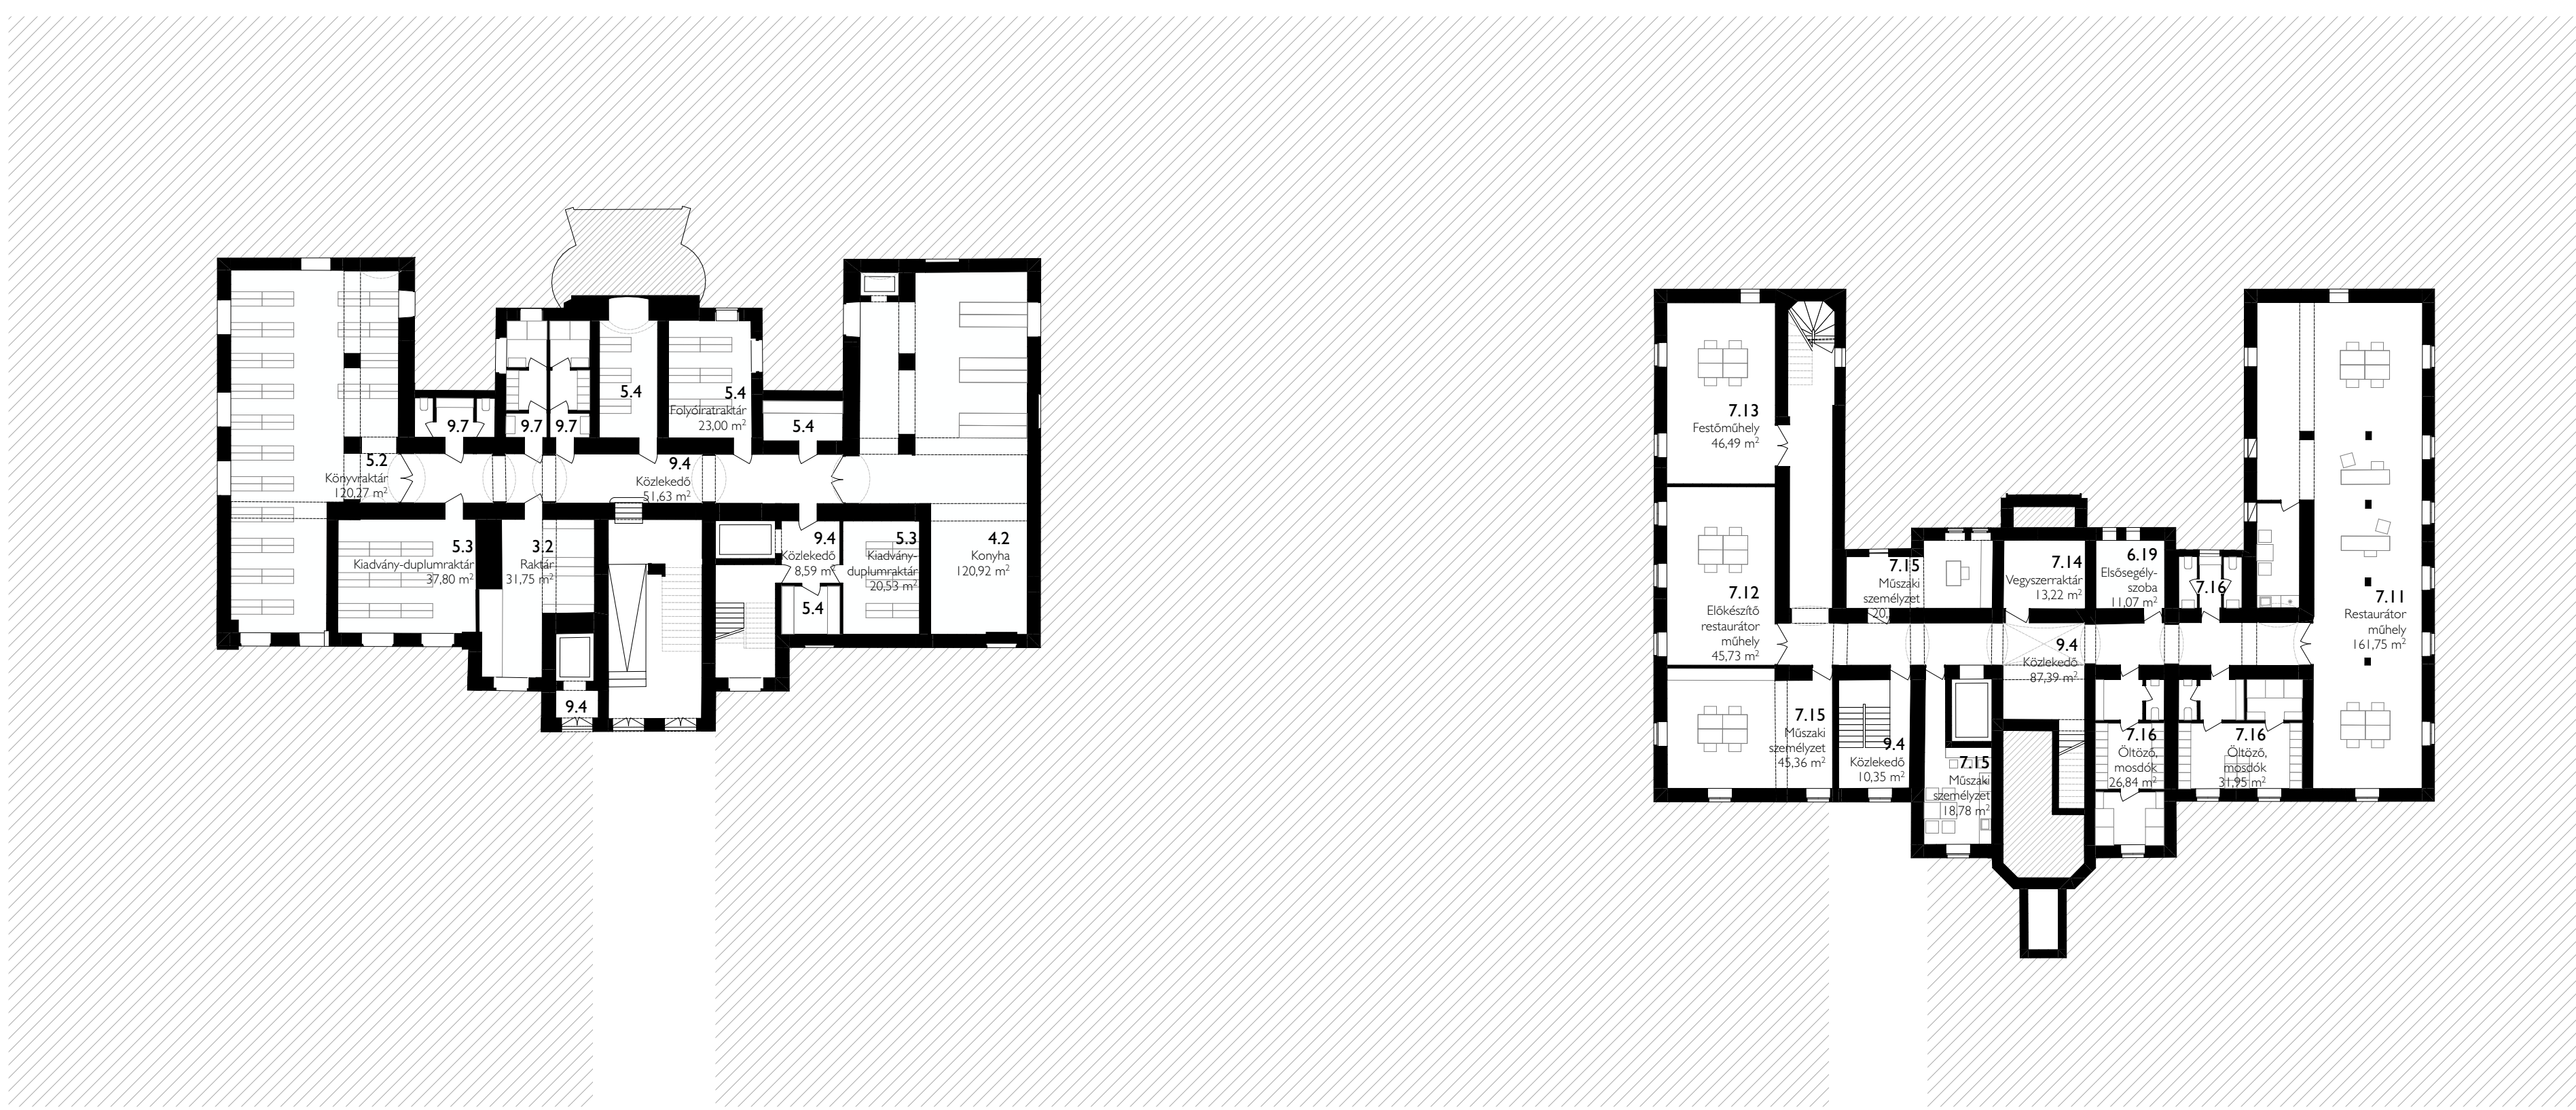 5.4
5.4
Folyóiratraktár
23,00 m²
9.7
9.7
9.7
5.4
5.2
Könyvraktár
120,27 m²
9.4
Közlekedő
51,63 m²
5.3
Kiadvány-duplumraktár
37,80 m²
3.2
Raktár
31,75 m²
9.4
Közlekedő
8,59 m²
5.3
Kiadvány-
duplumraktár
20,53 m²
4.2
Konyha
120,92 m²
5.4
9.4
7.13
Festőműhely
46,49 m²
7.12
Előkészítő
restaurátor
műhely
45,73 m²
7.15
Műszaki
személyzet
20,
7.14
Vegyszerraktár
13,22 m²
6.19
Elsősegély-
szoba
11,07 m²
7.16
7.11
Restaurátor
műhely
161,75 m²
9.4
Közlekedő
87,39 m²
7.15
Műszaki
személyzet
45,36 m²
9.4
Közlekedő
10,35 m²
7.15
Műszaki
személyzet
18,78 m²
7.16
Öltöző,
mosdók
26,84 m²
7.16
Öltöző,
mosdók
31,95 m²